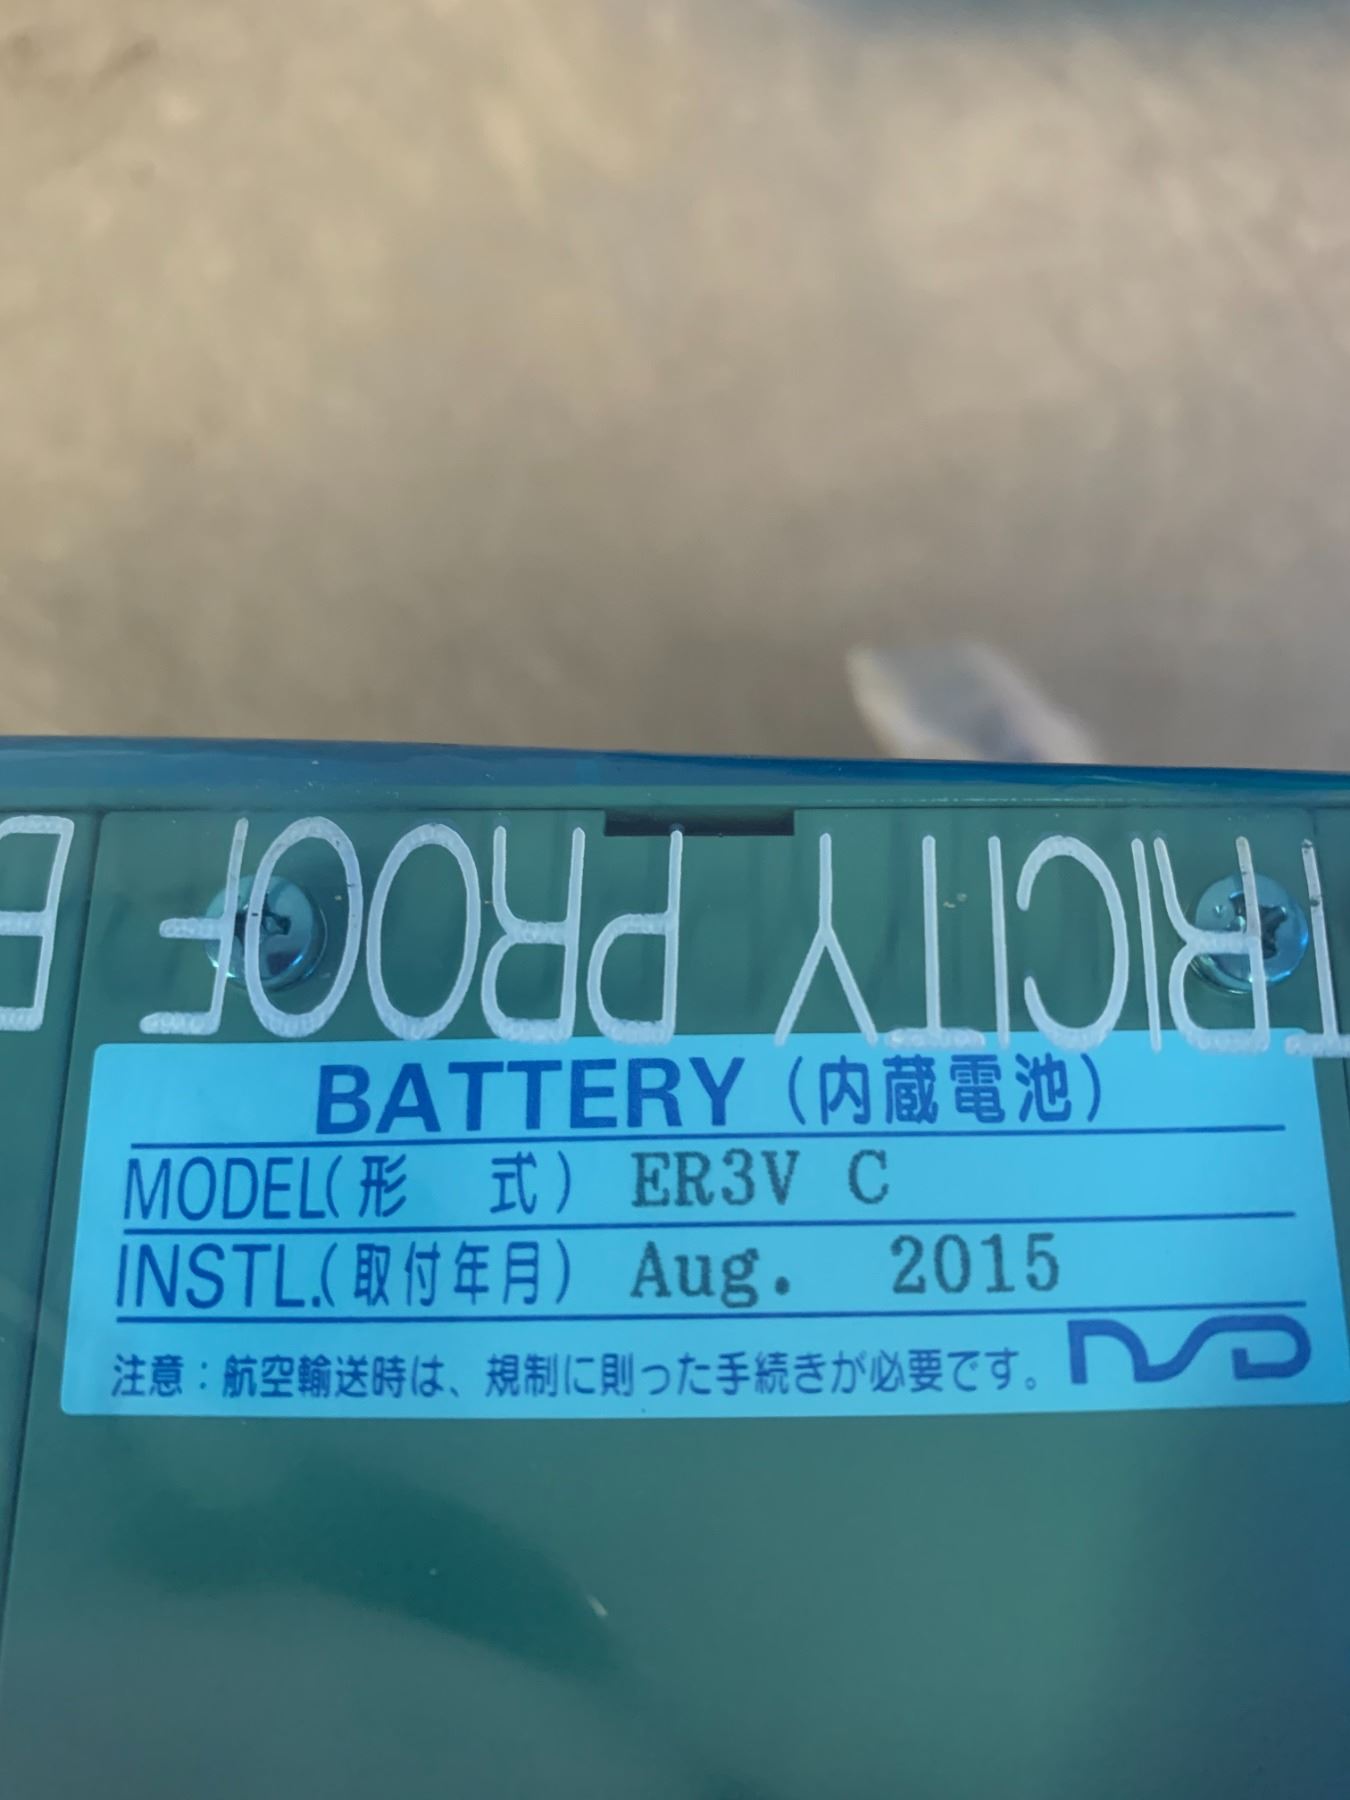 TRICITY PROOF
BATTERY (内蔵電池)
MODEL(形 式) ER3V C
INSTL.(取付年月) Aug. 2015
注意：航空輸送時は、規制に則った手続きが必要です。
NSD